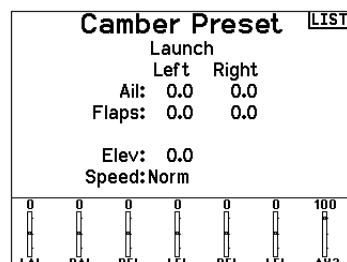 Camber Preset
LIST
Launch
Left Right
Ail: 0.0 0.0
Flaps: 0.0 0.0
Elev: 0.0
Speed:Norm
0 0 0 0 0 0 100